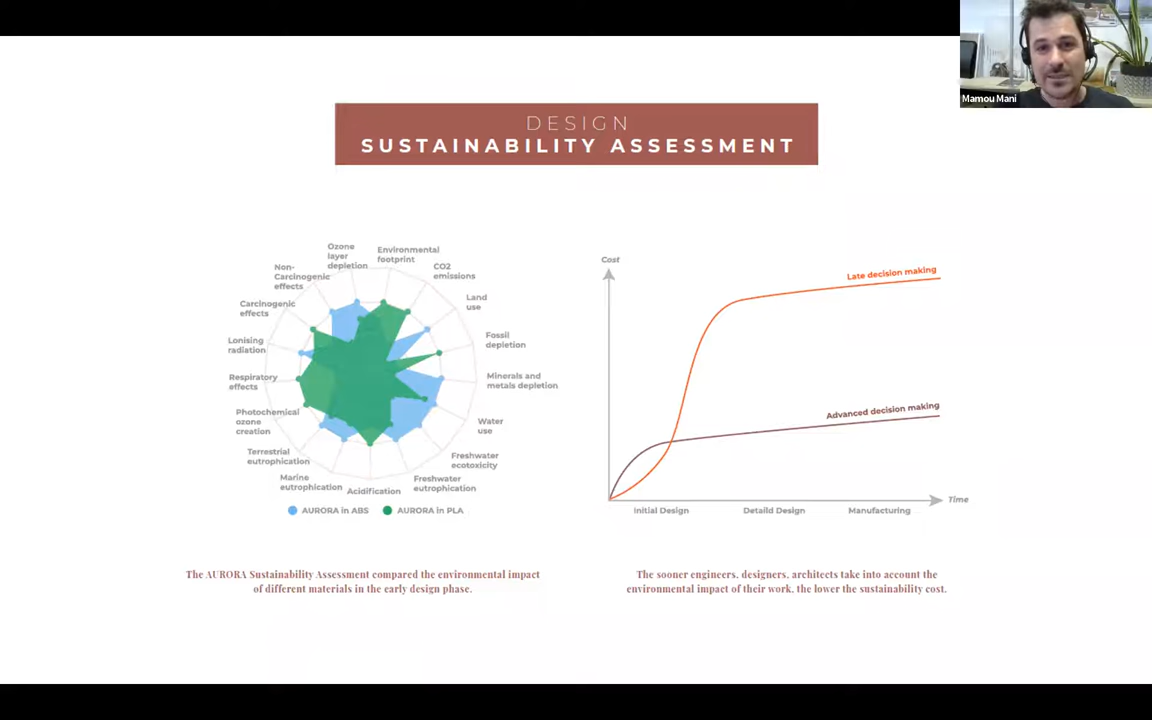 Mamou Mani
DESIGN
SUSTAINABILITY ASSESSMENT
Ozone
layer
depletion
Environmental
footprint
Non-
Carcinogenic
effects
CO2
emissions
Carcinogenic
effects
Land
use
Lonising
radiation
Fossil
depletion
Respiratory
effects
Minerals and
metals depletion
Photochemical
ozone
creation
Water
use
Terrestrial
eutrophication
Freshwater
ecotoxicity
Marine
eutrophication
Acidification
Freshwater
eutrophication
AURORA in ABS
AURORA in PLA
The AURORA Sustainability Assessment compared the environmental impact
of different materials in the early design phase.
Cost
Late decision making
Advanced decision making
Time
Initial Design
Detaild Design
Manufacturing
The sooner engineers, designers, architects take into account the
environmental impact of their work, the lower the sustainability cost.